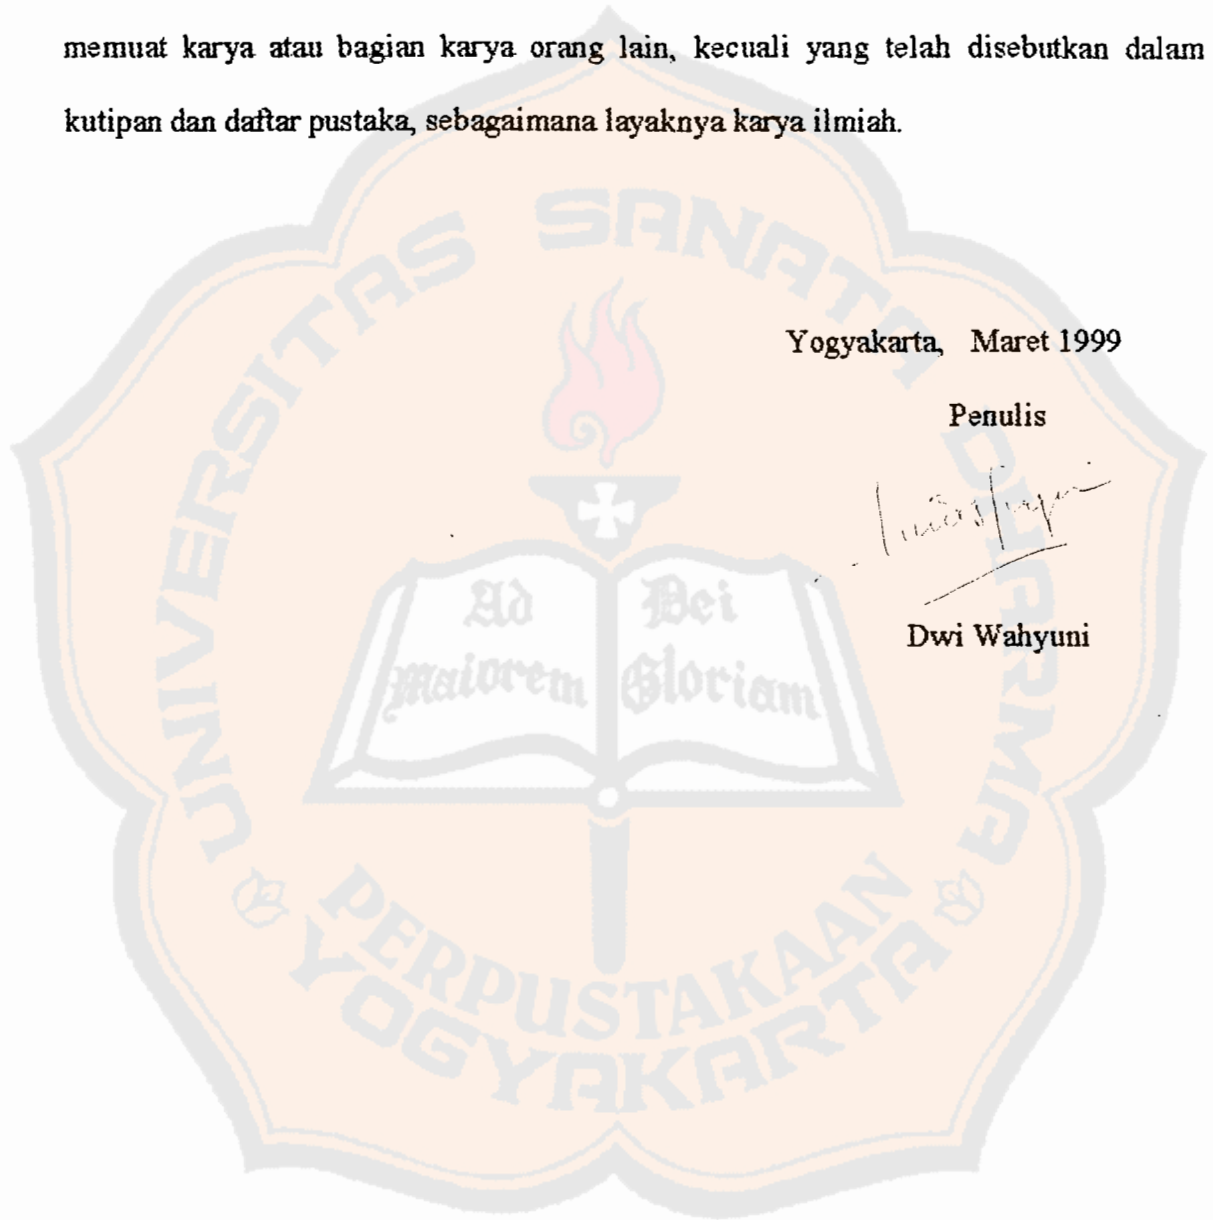 memuat karya atau bagian karya orang lain, kecuali yang telah disebutkan dalam
kutipan dan daftar pustaka, sebagaimana layaknya karya ilmiah.
UNIVERSITAS SANATA DHARMA
Yogyakarta, Maret 1999
Penulis
Dwi Wahyuni
Ad Dei
Maiorem Gloriam
PERPUSTAKAAN
YOGYAKARTA